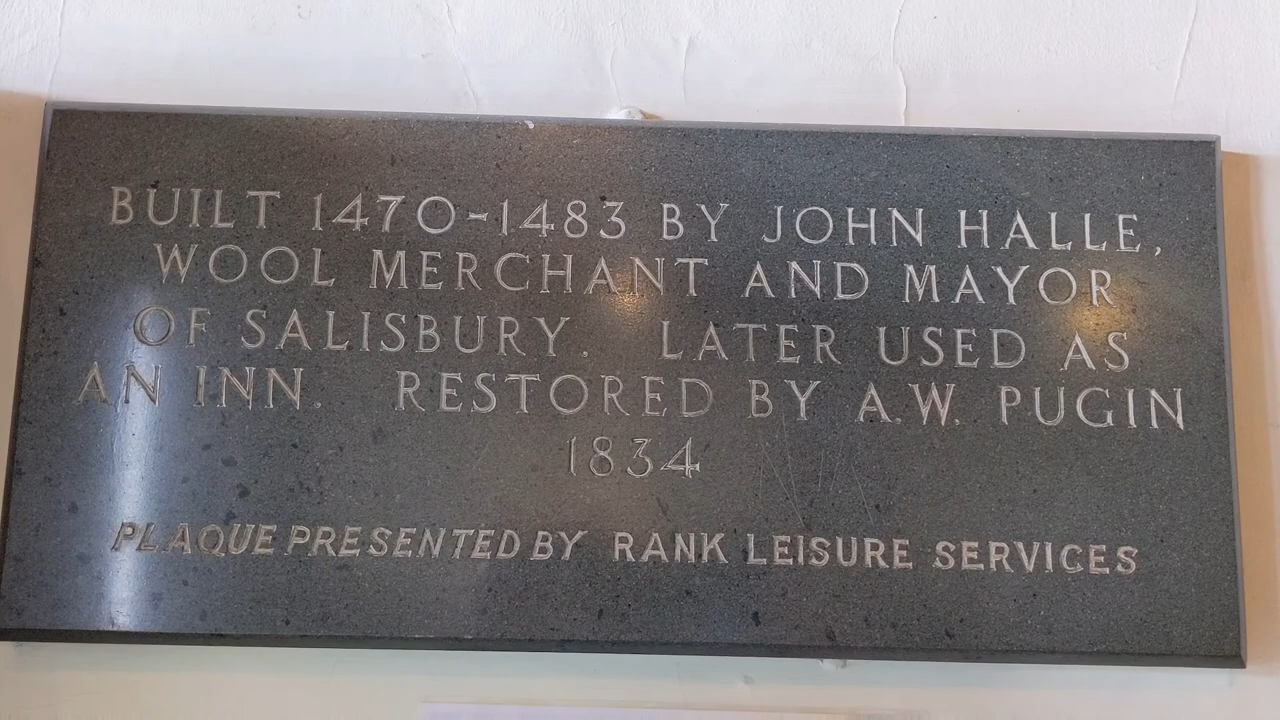 BUILT 1470-1483 BY JOHN HALLE,
WOOL MERCHANT AND MAYOR
OF SALISBURY. LATER USED AS
AN INN. RESTORED BY A.W. PUGIN
1834
PLAQUE PRESENTED BY RANK LEISURE SERVICES